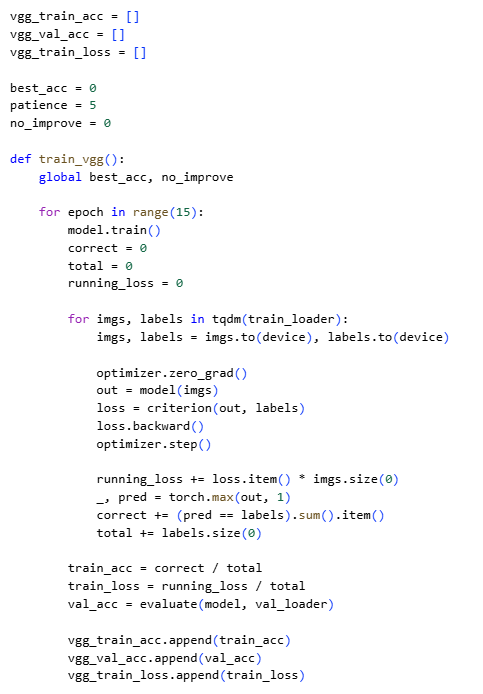 vgg_train_acc = []
vgg_val_acc = []
vgg_train_loss = []

best_acc = 0
patience = 5
no_improve = 0

def train_vgg():
    global best_acc, no_improve

    for epoch in range(15):
        model.train()
        correct = 0
        total = 0
        running_loss = 0

        for imgs, labels in tqdm(train_loader):
            imgs, labels = imgs.to(device), labels.to(device)

            optimizer.zero_grad()
            out = model(imgs)
            loss = criterion(out, labels)
            loss.backward()
            optimizer.step()

            running_loss += loss.item() * imgs.size(0)
            _, pred = torch.max(out, 1)
            correct += (pred == labels).sum().item()
            total += labels.size(0)

        train_acc = correct / total
        train_loss = running_loss / total
        val_acc = evaluate(model, val_loader)

        vgg_train_acc.append(train_acc)
        vgg_val_acc.append(val_acc)
        vgg_train_loss.append(train_loss)